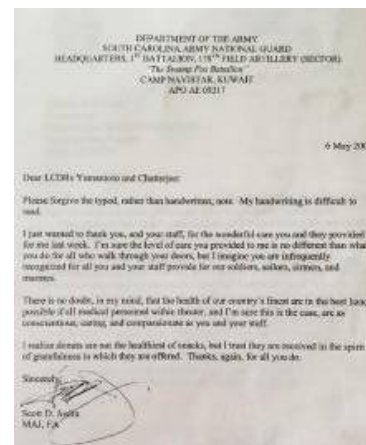 DEPARTMENT OF THE ARMY
SOUTH CAROLINA ARMY NATIONAL GUARD
HEADQUARTERS, 1ST BATTALION, 178TH FIELD ARTILLERY (SECTOR)
"The Swamp Fox Battalion"
CAMP NAVISTAR, KUWAIT
APO AE 09217
6 May 200
Dear LCDRs Yamamoto and Chatterjee:
Please forgive the typed, rather than handwritten, note. My handwriting is difficult to
read.
I just wanted to thank you, and your staff, for the wonderful care you and they provided
for me last week. I'm sure the level of care you provided to me is no different than what
you do for all who walk through your doors, but I imagine you are infrequently
recognized for all you and your staff provide for our soldiers, sailors, airmen, and
marines.
There is no doubt, in my mind, that the health of our country's finest are in the best hand
possible if all medical personnel within theater, and I'm sure this is the case, are as
conscientious, caring, and compassionate as you and your staff.
I realize donuts are not the healthiest of snacks, but I trust they are received in the spirit
of gratefulness in which they are offered. Thanks, again, for all you do.
Sincerely,
Scott D.
MAJ, FA